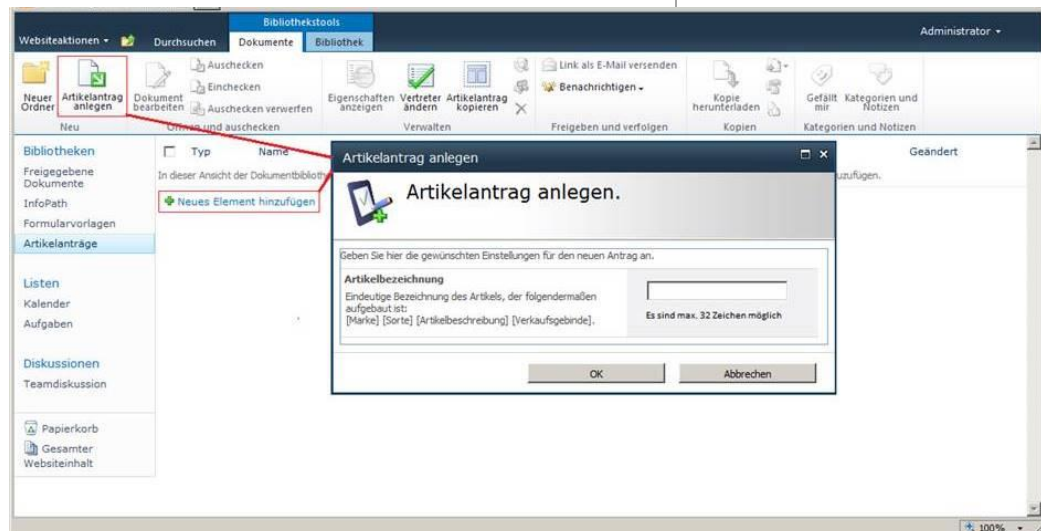 Bibliothekstools
Websiteaktionen
Durchsuchen
Dokumente
Bibliothek
Administrator
Neuer Ordner
Artikelantrag anlegen
Dokument bearbeiten
Auschecken
Einchecken
Auschecken verwerfen
Eigenschaften anzeigen
Vertreter ändern
Artikelantrag kopieren
Link als E-Mail versenden
Benachrichtigen
Kopie herunterladen
Gefällt mir
Kategorien und Notizen
Neu
und auschecken
Verwalten
Freigeben und verfolgen
Kopien
Kategorien und Notizen
Bibliotheken
Freigegebene
Dokumente
InfoPath
Formularvorlagen
Artikelanträge
Listen
Kalender
Aufgaben
Diskussionen
Teamdiskussion
Papierkorb
Gesamter
Websiteinhalt
Typ
Name
Geändert
In dieser Ansicht der
Neues Element hinzufügen
Artikelantrag anlegen
Artikelantrag anlegen.
Geben Sie hier die gewünschten Einstellungen für den neuen Antrag an.
Artikelbezeichnung
Eindeutige Bezeichnung des Artikels, der folgendermaßen
aufgebaut ist:
[Marke] [Sorte] [Artikelbeschreibung] [Verkaufsgebinde].
Es sind max. 32 Zeichen möglich
OK
Abbrechen
100%